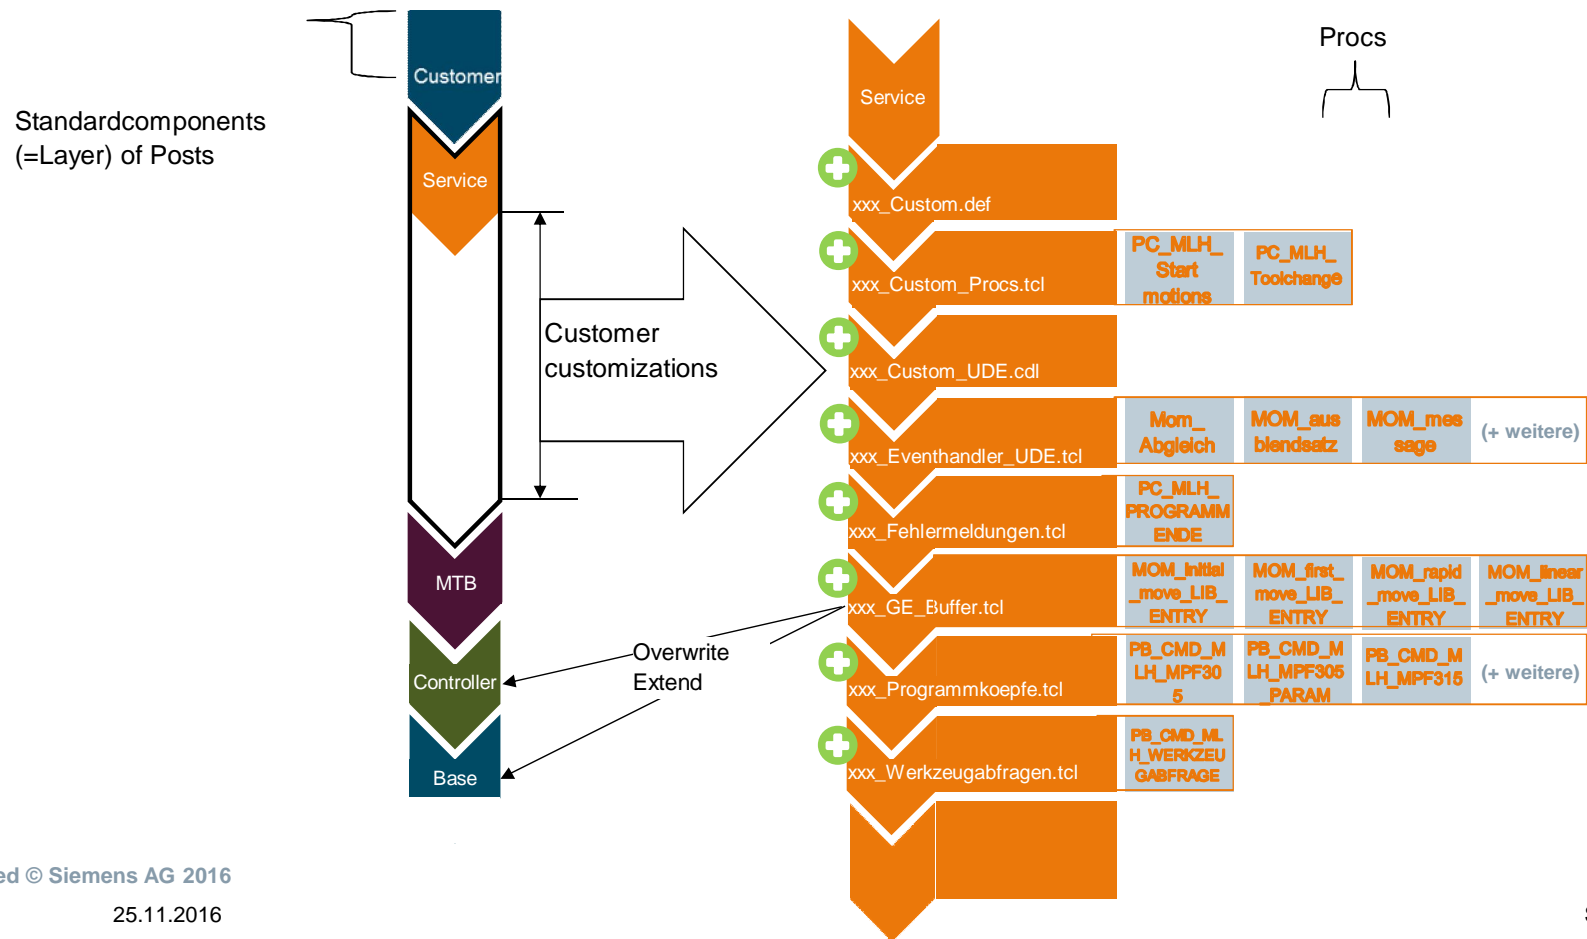 Procs
Customer
Service
Standardcomponents
(=Layer) of Posts
Service
xxx_Custom.def
xxx_Custom_Procs.tcl
PC_MLH_
Start
motions
PC_MLH_
Toolchange
Customer
customizations
xxx_Custom_UDE.cdl
xxx_Eventhandler_UDE.tcl
Mom_
Abgleich
MOM_aus
blendsatz
MOM_mes
sage
(+ weitere)
xxx_Fehlermeldungen.tcl
PC_MLH_
PROGRAMM
ENDE
MTB
xxx_GE_Buffer.tcl
MOM_initial
_move_LIB_
ENTRY
MOM_first_
move_LIB_
ENTRY
MOM_rapid
_move_LIB_
ENTRY
MOM_linear
_move_LIB_
ENTRY
Overwrite
Extend
Controller
xxx_Programmkoepfe.tcl
PB_CMD_M
LH_MPF30
5
PB_CMD_M
LH_MPF305
_PARAM
PB_CMD_M
LH_MPF315
(+ weitere)
Base
xxx_Werkzeugabfragen.tcl
PB_CMD_ML
H_WERKZEU
GABFRAGE
ed © Siemens AG 2016
25.11.2016